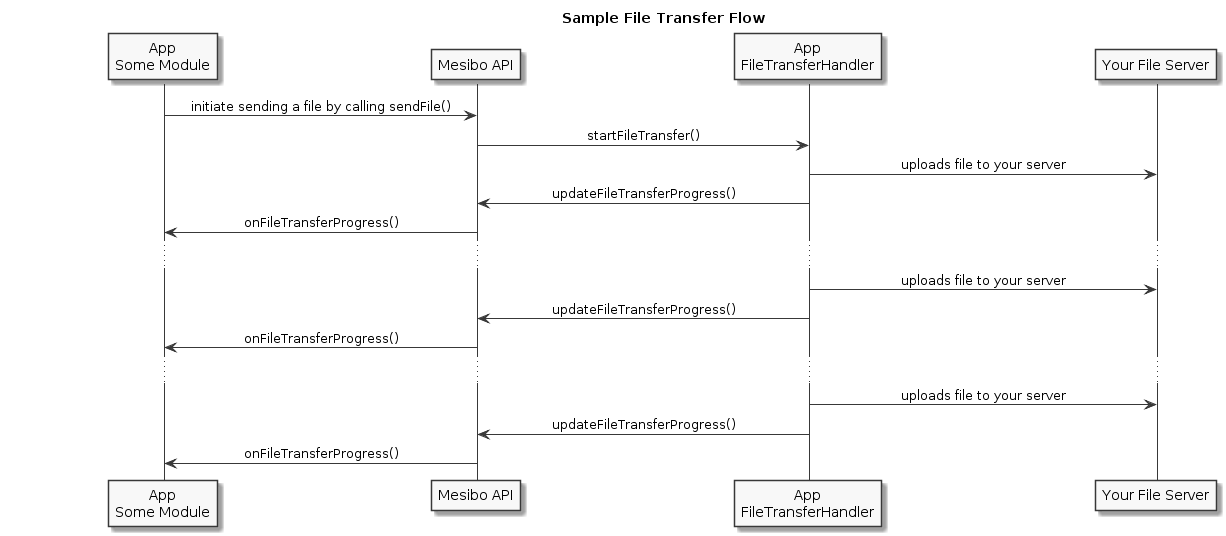 Sample File Transfer Flow
App
Some Module
Mesibo API
App
FileTransferHandler
Your File Server
initiate sending a file by calling sendFile()
startFileTransfer()
uploads file to your server
updateFileTransferProgress()
onFileTransferProgress()
uploads file to your server
updateFileTransferProgress()
onFileTransferProgress()
uploads file to your server
updateFileTransferProgress()
onFileTransferProgress()
App
Some Module
Mesibo API
App
FileTransferHandler
Your File Server